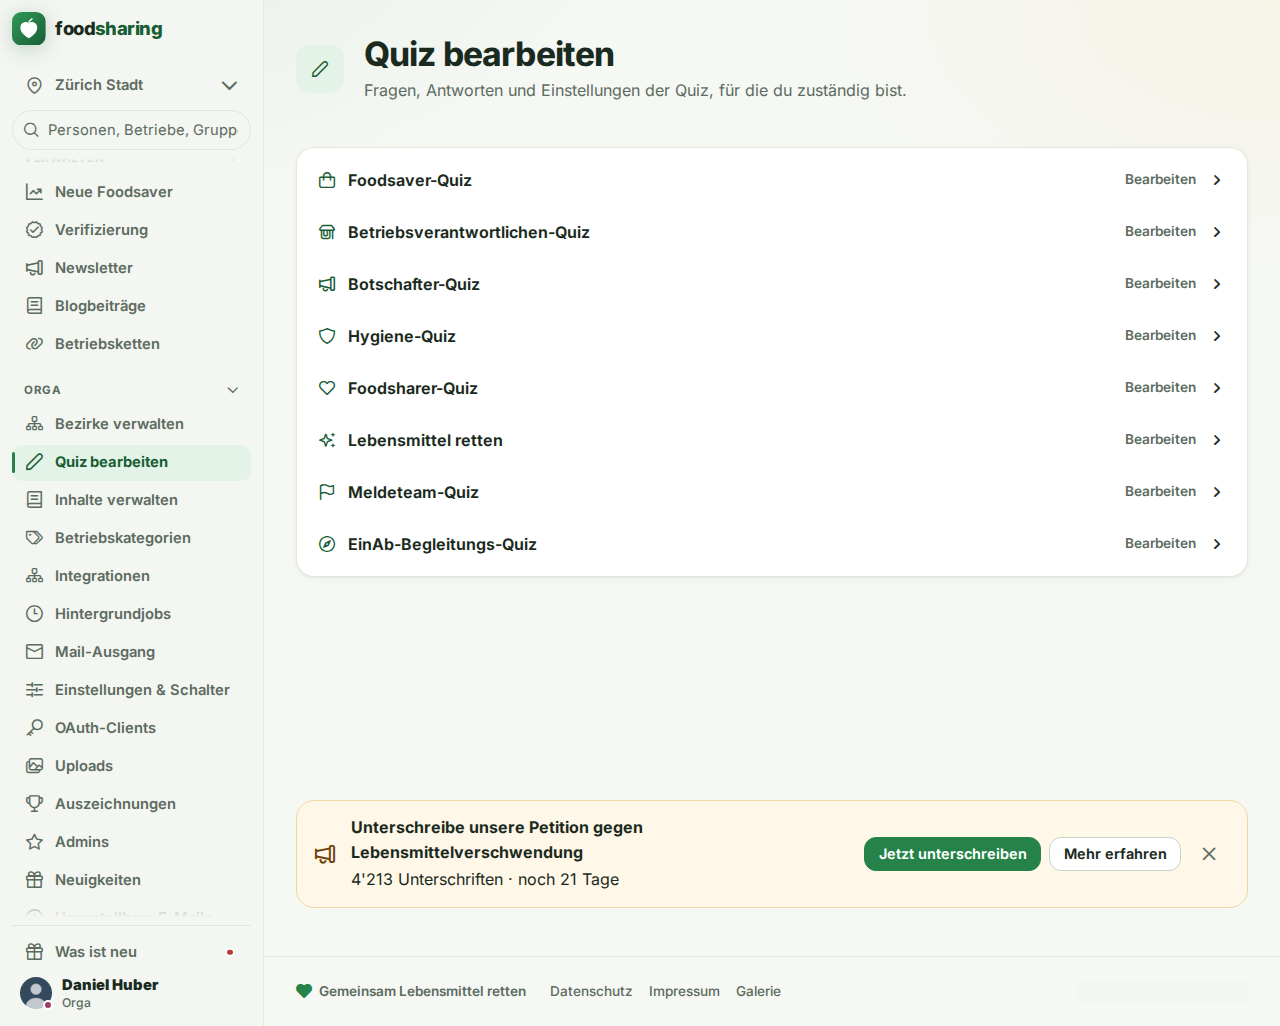 foodsharing
Zürich Stadt
Personen, Betriebe, Grupp
Neue Foodsaver
Verifizierung
Newsletter
Blogbeiträge
Betriebsketten
ORGA
Bezirke verwalten
Quiz bearbeiten
Inhalte verwalten
Betriebskategorien
Integrationen
Hintergrundjobs
Mail-Ausgang
Einstellungen & Schalter
OAuth-Clients
Uploads
Auszeichnungen
Admins
Neuigkeiten
Was ist neu
Daniel Huber
Orga
Quiz bearbeiten
Fragen, Antworten und Einstellungen der Quiz, für die du zuständig bist.
Foodsaver-Quiz Bearbeiten
Betriebsverantwortlichen-Quiz Bearbeiten
Botschafter-Quiz Bearbeiten
Hygiene-Quiz Bearbeiten
Foodsharer-Quiz Bearbeiten
Lebensmittel retten Bearbeiten
Meldeteam-Quiz Bearbeiten
EinAb-Begleitungs-Quiz Bearbeiten
Unterschreibe unsere Petition gegen
Lebensmittelverschwendung
4'213 Unterschriften · noch 21 Tage
Jetzt unterschreiben Mehr erfahren
Gemeinsam Lebensmittel retten Datenschutz Impressum Galerie